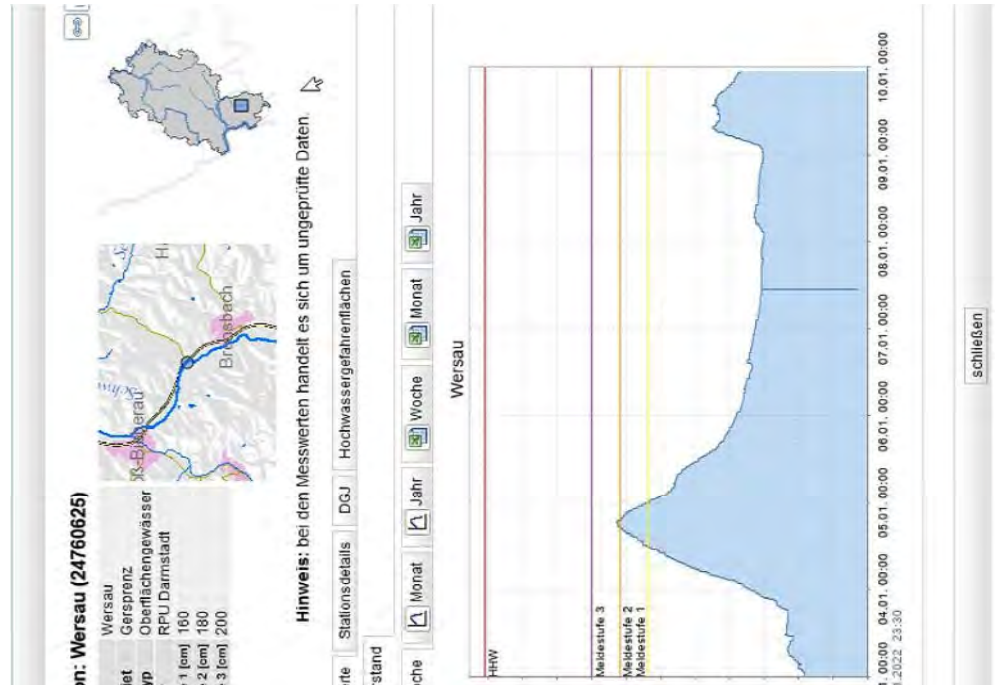 on: Wersau (24760625)
Wersau
iet Gersprenz
yp Oberflächengewässer
RPU Darmstadt
1 [cm] 160
2 [cm] 180
3 [cm] 200
Hinweis: bei den Messwerten handelt es sich um ungeprüfte Daten.
rte Stationsdetails DGJ Hochwassergefahrenflächen
rstand
oche Monat Jahr Woche Monat Jahr
Wersau
HHW
Meldestufe 3
Meldestufe 2
Meldestufe 1
00:00 04.01. 00:00 05.01. 00:00 06.01. 00:00 07.01. 00:00 08.01. 00:00 09.01. 00:00 10.01. 00:00
.2022 23:30
schließen